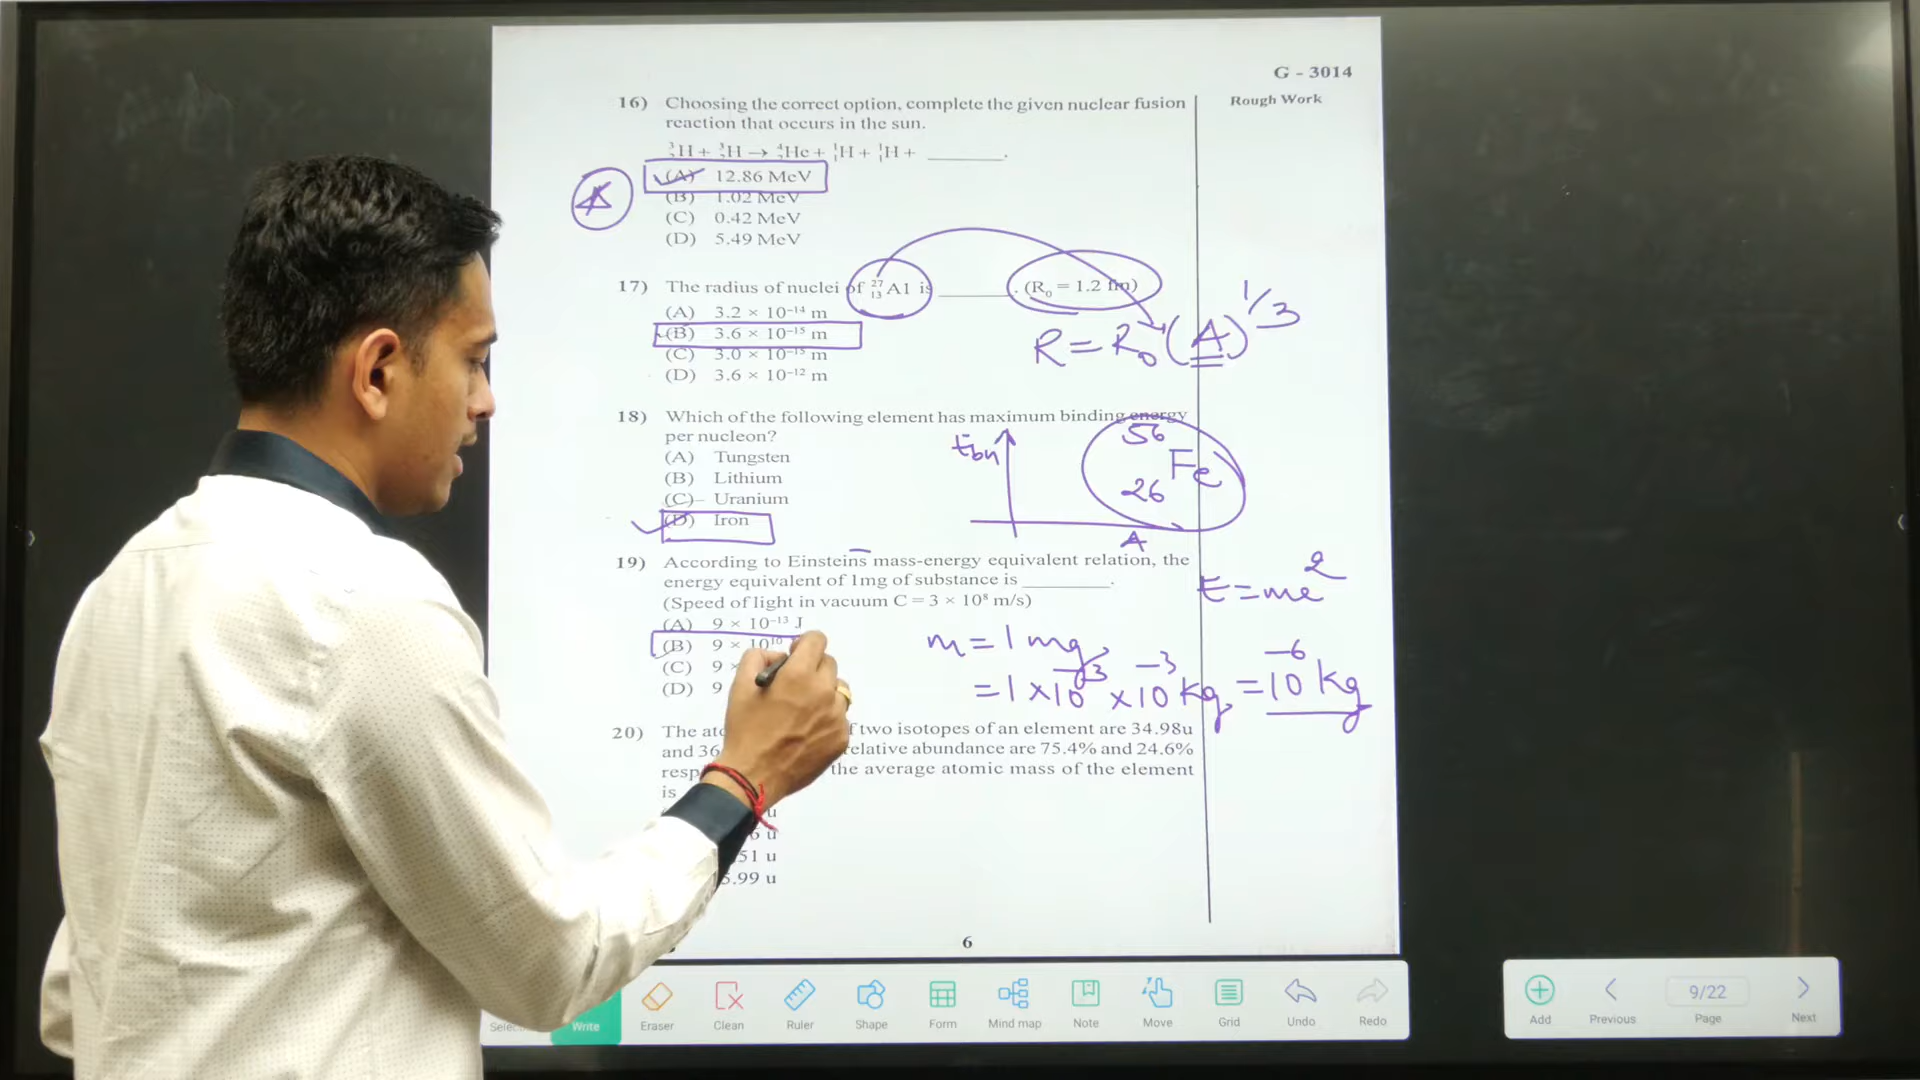 G - 3014
Rough Work
16) Choosing the correct option, complete the given nuclear fusion
reaction that occurs in the sun.
³₂H + ³₂H → ⁴₂He + ¹₁H + ¹₁H + ________.
(A) 12.86 MeV
(B) 1.02 MeV
(C) 0.42 MeV
(D) 5.49 MeV
17) The radius of nuclei of ²⁷₁₃A1 is ________. (R₀ = 1.2 fm)
(A) 3.2 × 10⁻¹⁴ m
(B) 3.6 × 10⁻¹⁵ m
(C) 3.0 × 10⁻¹⁵ m
(D) 3.6 × 10⁻¹² m
R = R₀ (A)^1/3
18) Which of the following element has maximum binding energy
per nucleon?
(A) Tungsten
(B) Lithium
(C) Uranium
(D) Iron
Ebn
A
56
Fe
26
19) According to Einsteins mass-energy equivalent relation, the
energy equivalent of 1mg of substance is ________.
(Speed of light in vacuum C = 3 × 10⁸ m/s)
(A) 9 × 10⁻¹³ J
(B) 9 × 10¹⁰
(C) 9 ×
(D) 9
E = mc²
m = 1 mg
= 1 × 10⁻³ × 10⁻³ kg = 10⁻⁶ kg
20) The f two isotopes of an element are 34.98u
and 36 relative abundance are 75.4% and 24.6%
resp the average atomic mass of the element
is
u
6 u
.51 u
.99 u
6
Write
Eraser
Clean
Ruler
Shape
Form
Mind map
Note
Move
Grid
Undo
Redo
Add
Previous
9/22
Page
Next